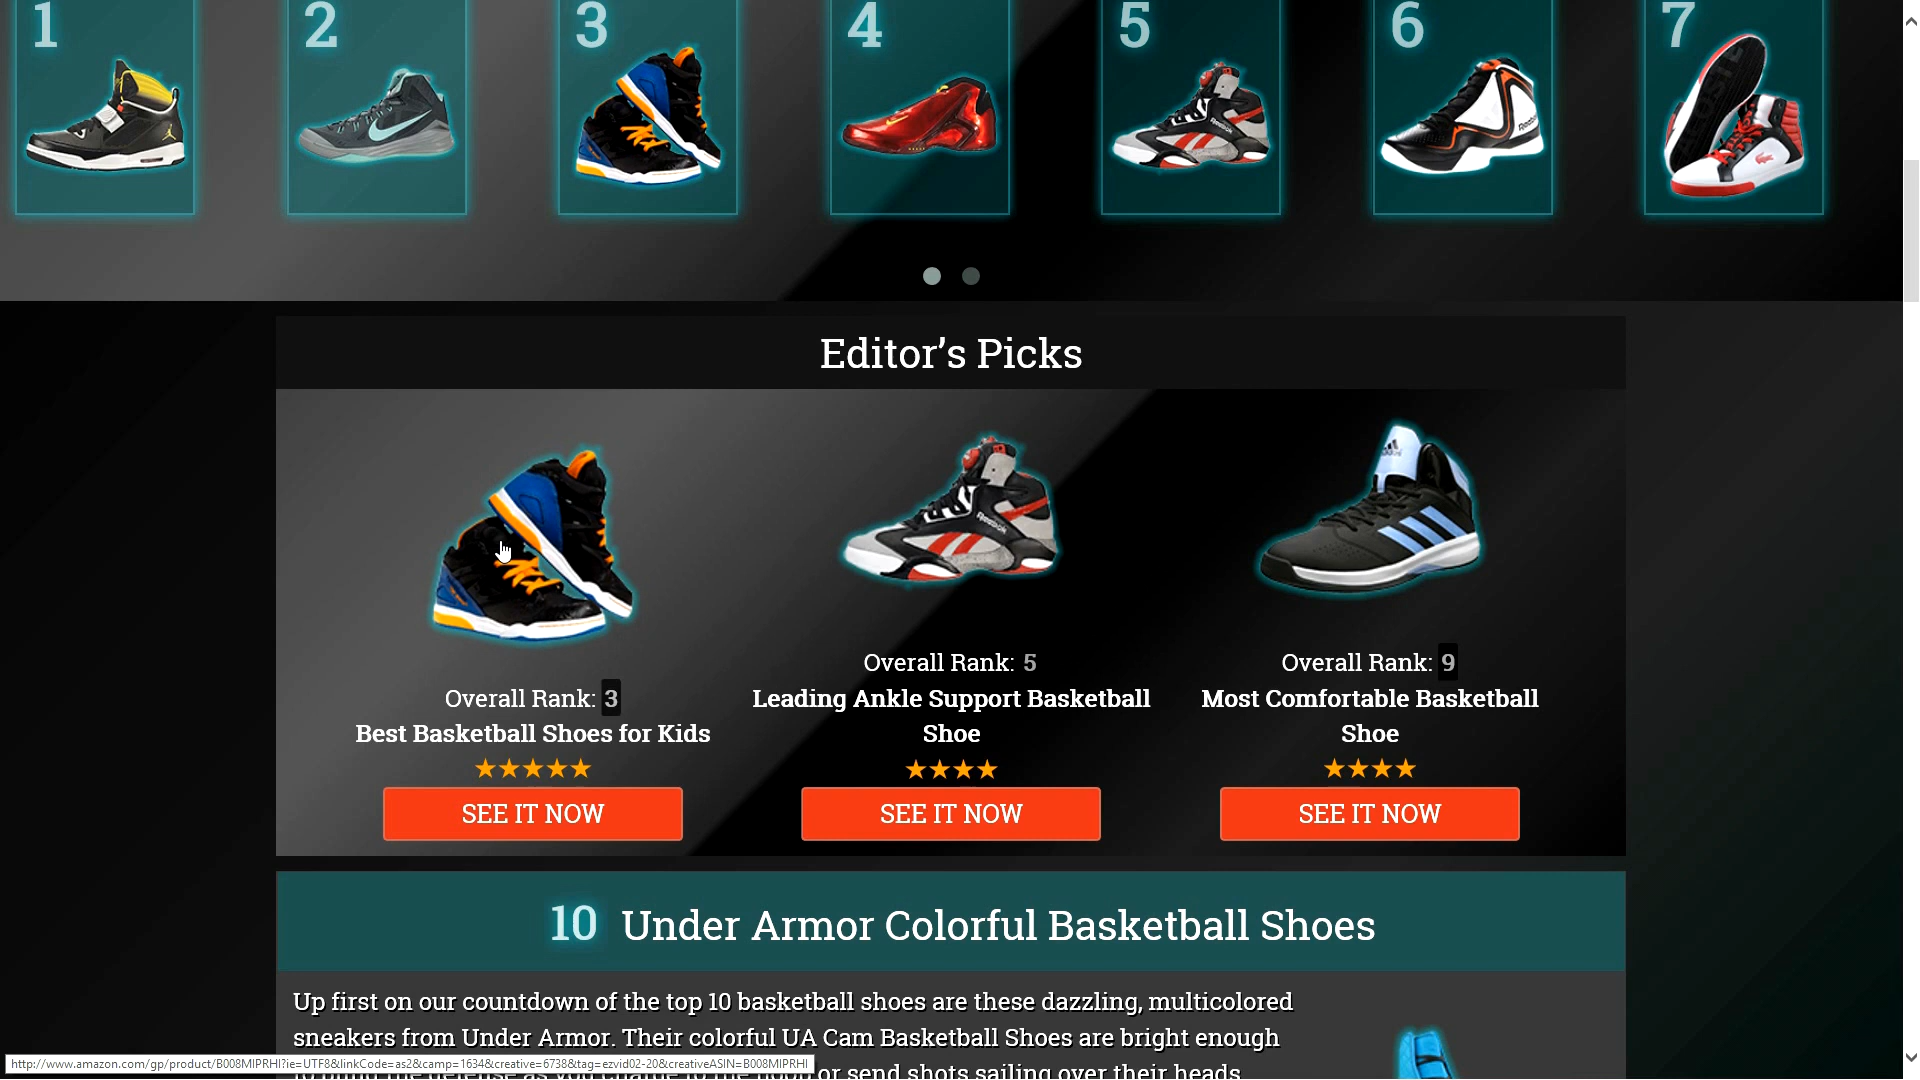 1 2 3 4 5 6 7
Editor’s Picks
Overall Rank: 3
Best Basketball Shoes for Kids
★★★★★
SEE IT NOW
Reebok
Overall Rank: 5
Leading Ankle Support Basketball
Shoe
★★★★
SEE IT NOW
adidas
Overall Rank: 9
Most Comfortable Basketball
Shoe
★★★★
SEE IT NOW
10 Under Armor Colorful Basketball Shoes
Up first on our countdown of the top 10 basketball shoes are these dazzling, multicolored
sneakers from Under Armor. Their colorful UA Cam Basketball Shoes are bright enough
or send shots sailing over their heads
http://www.amazon.com/gp/product/B008MIPRHI?ie=UTF8&linkCode=as2&camp=1634&creative=6738&tag=ezvid02-20&creativeASIN=B008MIPRHI